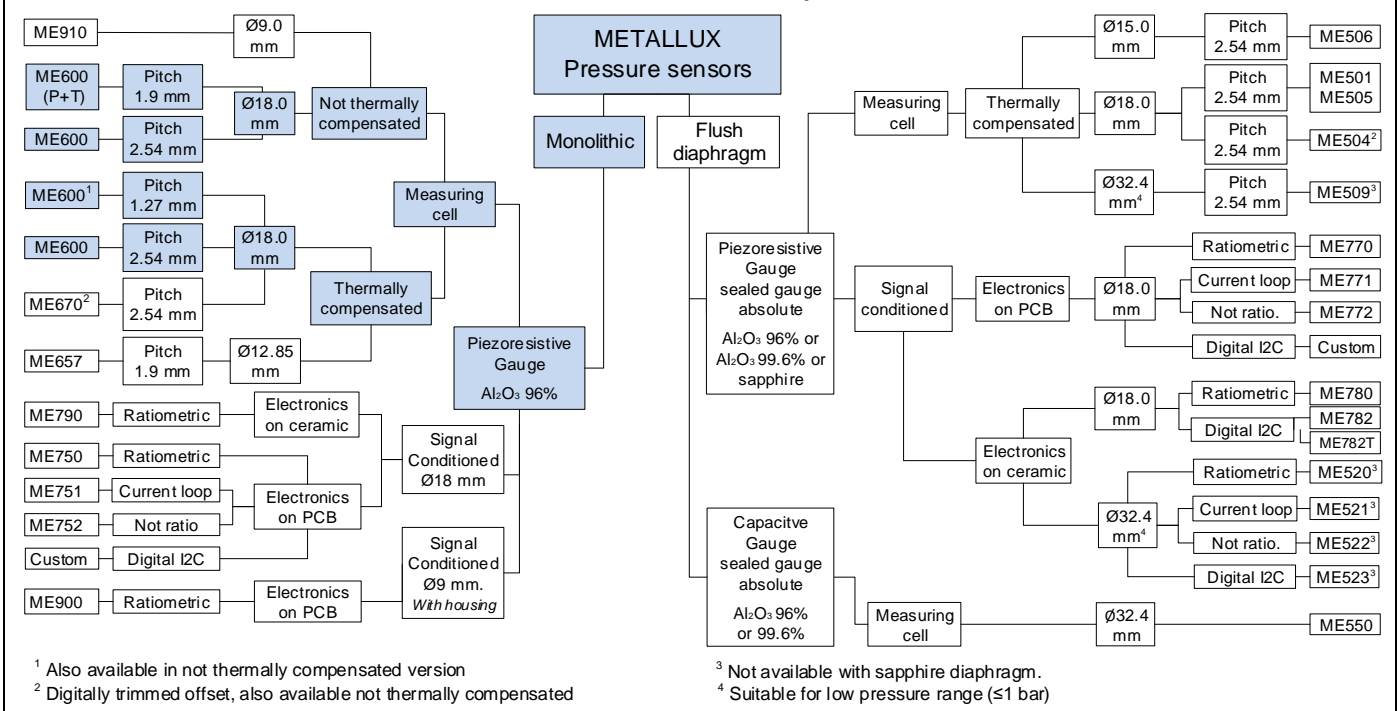 METALLUX
Pressure sensors
Monolithic
Flush
diaphragm
ME910
Ø9.0
mm
ME600
(P+T)
Pitch
1.9 mm
Ø18.0
mm
Not thermally
compensated
ME600
Pitch
2.54 mm
ME600¹
Pitch
1.27 mm
Measuring
cell
ME600
Pitch
2.54 mm
Ø18.0
mm
ME670²
Pitch
2.54 mm
Thermally
compensated
ME657
Pitch
1.9 mm
Ø12.85
mm
Piezoresistive
Gauge
Al₂O₃ 96%
ME790
Ratiometric
Electronics
on ceramic
ME750
Ratiometric
Signal
Conditioned
Ø18 mm
ME751
Current loop
Electronics
on PCB
ME752
Not ratio
Custom
Digital I2C
Signal
Conditioned
Ø9 mm.
With housing
ME900
Ratiometric
Electronics
on PCB
Measuring
cell
Thermally
compensated
Ø15.0
mm
Pitch
2.54 mm
ME506
Ø18.0
mm
Pitch
2.54 mm
ME501
ME505
Pitch
2.54 mm
ME504²
Ø32.4
mm⁴
Pitch
2.54 mm
ME509³
Piezoresistive
Gauge
sealed gauge
absolute
Al₂O₃ 96% or
Al₂O₃ 99.6% or
sapphire
Signal
conditioned
Electronics
on PCB
Ø18.0
mm
Ratiometric
ME770
Current loop
ME771
Not ratio.
ME772
Digital I2C
Custom
Electronics
on ceramic
Ø18.0
mm
Ratiometric
ME780
Digital I2C
ME782
ME782T
Ø32.4
mm⁴
Ratiometric
ME520³
Current loop
ME521³
Not ratio.
ME522³
Digital I2C
ME523³
Capacitve
Gauge
sealed gauge
absolute
Al₂O₃ 96%
or 99.6%
Measuring
cell
Ø32.4
mm
ME550
¹ Also available in not thermally compensated version
² Digitally trimmed offset, also available not thermally compensated
³ Not available with sapphire diaphragm.
⁴ Suitable for low pressure range (≤1 bar)